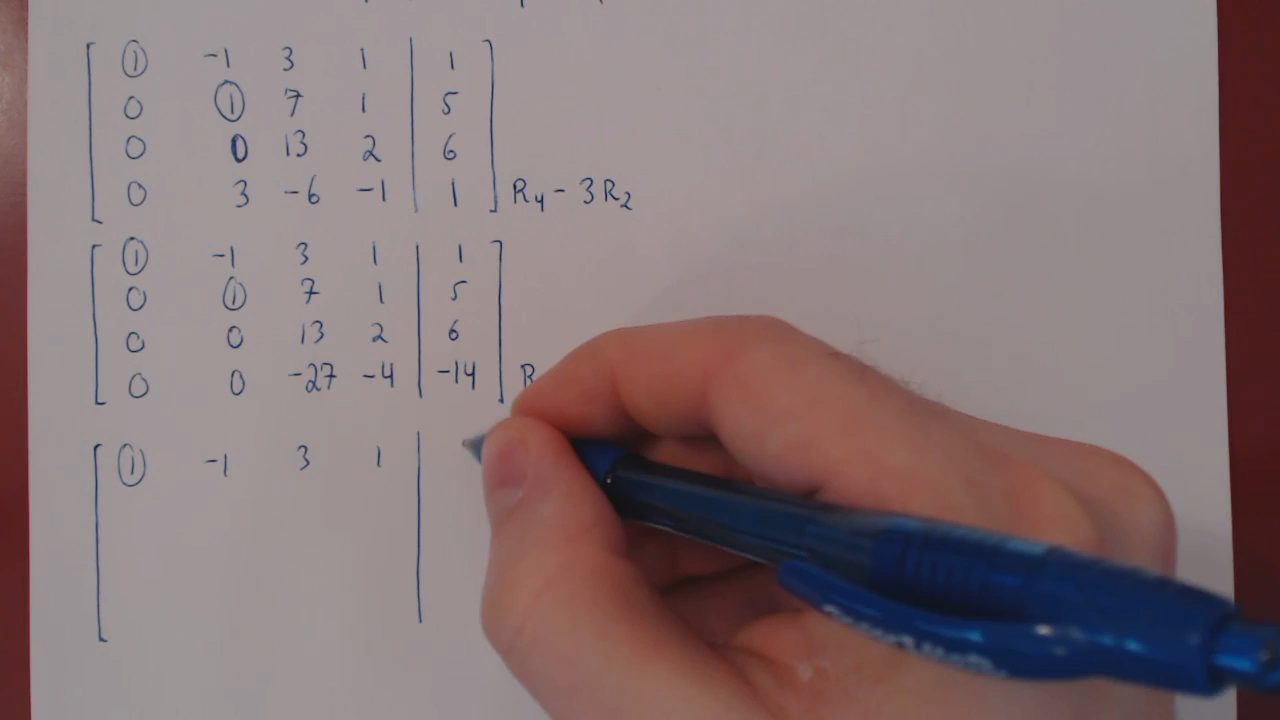 1 -1 3 1 | 1
0 1 7 1 | 5
0 0 13 2 | 6
0 3 -6 -1 | 1 R4 - 3R2
1 -1 3 1 | 1
0 1 7 1 | 5
0 0 13 2 | 6
0 0 -27 -4 | -14 R
1 -1 3 1 |